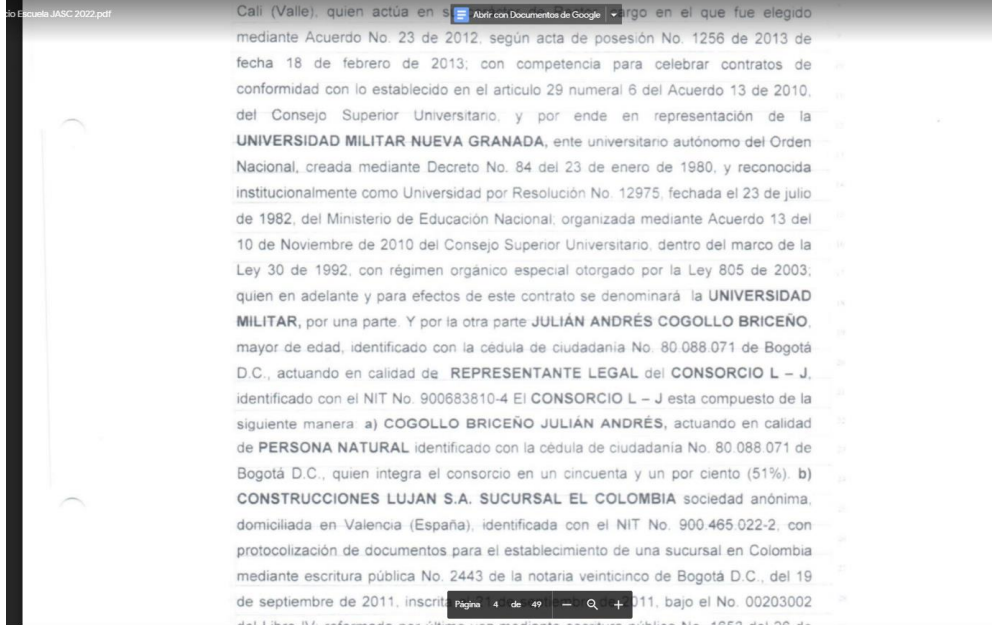 cio Escuela JASC 2022.pdf
Abrir con Documentos de Google
Cali (Valle), quien actúa en s cargo en el que fue elegido
mediante Acuerdo No. 23 de 2012, según acta de posesión No. 1256 de 2013 de
fecha 18 de febrero de 2013; con competencia para celebrar contratos de
conformidad con lo establecido en el articulo 29 numeral 6 del Acuerdo 13 de 2010,
del Consejo Superior Universitario, y por ende en representación de la
UNIVERSIDAD MILITAR NUEVA GRANADA, ente universitario autónomo del Orden
Nacional, creada mediante Decreto No. 84 del 23 de enero de 1980, y reconocida
institucionalmente como Universidad por Resolución No. 12975, fechada el 23 de julio
de 1982, del Ministerio de Educación Nacional; organizada mediante Acuerdo 13 del
10 de Noviembre de 2010 del Consejo Superior Universitario, dentro del marco de la
Ley 30 de 1992, con régimen orgánico especial otorgado por la Ley 805 de 2003;
quien en adelante y para efectos de este contrato se denominará la UNIVERSIDAD
MILITAR, por una parte. Y por la otra parte JULIÁN ANDRÉS COGOLLO BRICEÑO,
mayor de edad, identificado con la cédula de ciudadanía No. 80.088.071 de Bogotá
D.C., actuando en calidad de REPRESENTANTE LEGAL del CONSORCIO L – J,
identificado con el NIT No. 900683810-4 El CONSORCIO L – J esta compuesto de la
siguiente manera: a) COGOLLO BRICEÑO JULIÁN ANDRÉS, actuando en calidad
de PERSONA NATURAL identificado con la cédula de ciudadanía No. 80.088.071 de
Bogotá D.C., quien integra el consorcio en un cincuenta y un por ciento (51%). b)
CONSTRUCCIONES LUJAN S.A. SUCURSAL EL COLOMBIA sociedad anónima,
domiciliada en Valencia (España), identificada con el NIT No. 900.465.022-2, con
protocolización de documentos para el establecimiento de una sucursal en Colombia
mediante escritura pública No. 2443 de la notaria veinticinco de Bogotá D.C., del 19
de septiembre de 2011, inscrita 2011, bajo el No. 00203002
Página 4 de 49